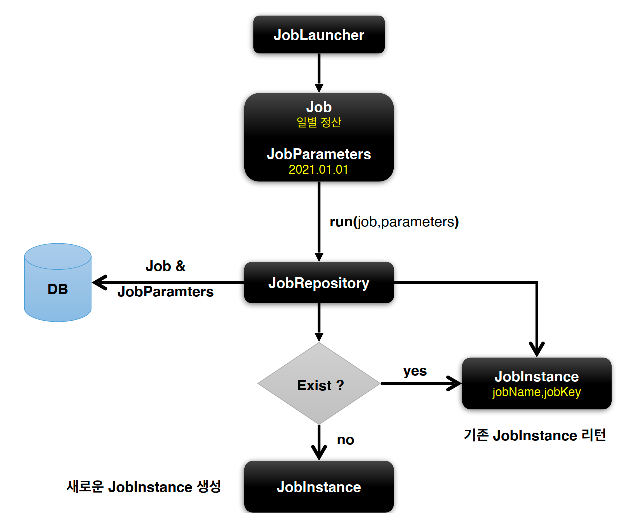 JobLauncher
Job
일별 정산
JobParameters
2021.01.01
run(job,parameters)
Job &
JobParamters
DB
JobRepository
Exist ?
yes
JobInstance
jobName,jobKey
기존 JobInstance 리턴
no
새로운 JobInstance 생성
JobInstance